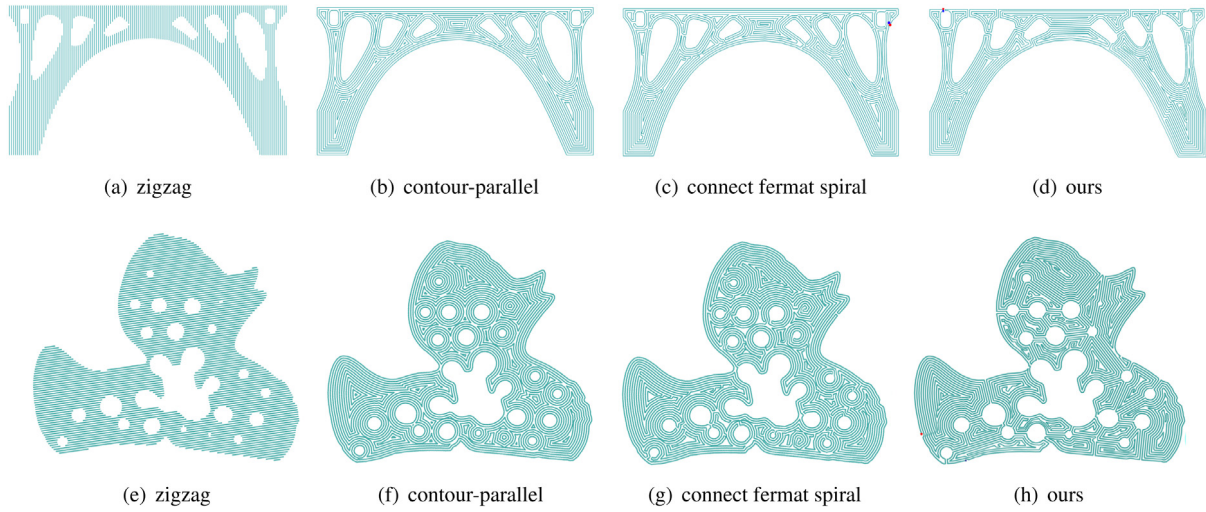 (a) zigzag
(b) contour-parallel
(c) connect fermat spiral
(d) ours
(e) zigzag
(f) contour-parallel
(g) connect fermat spiral
(h) ours